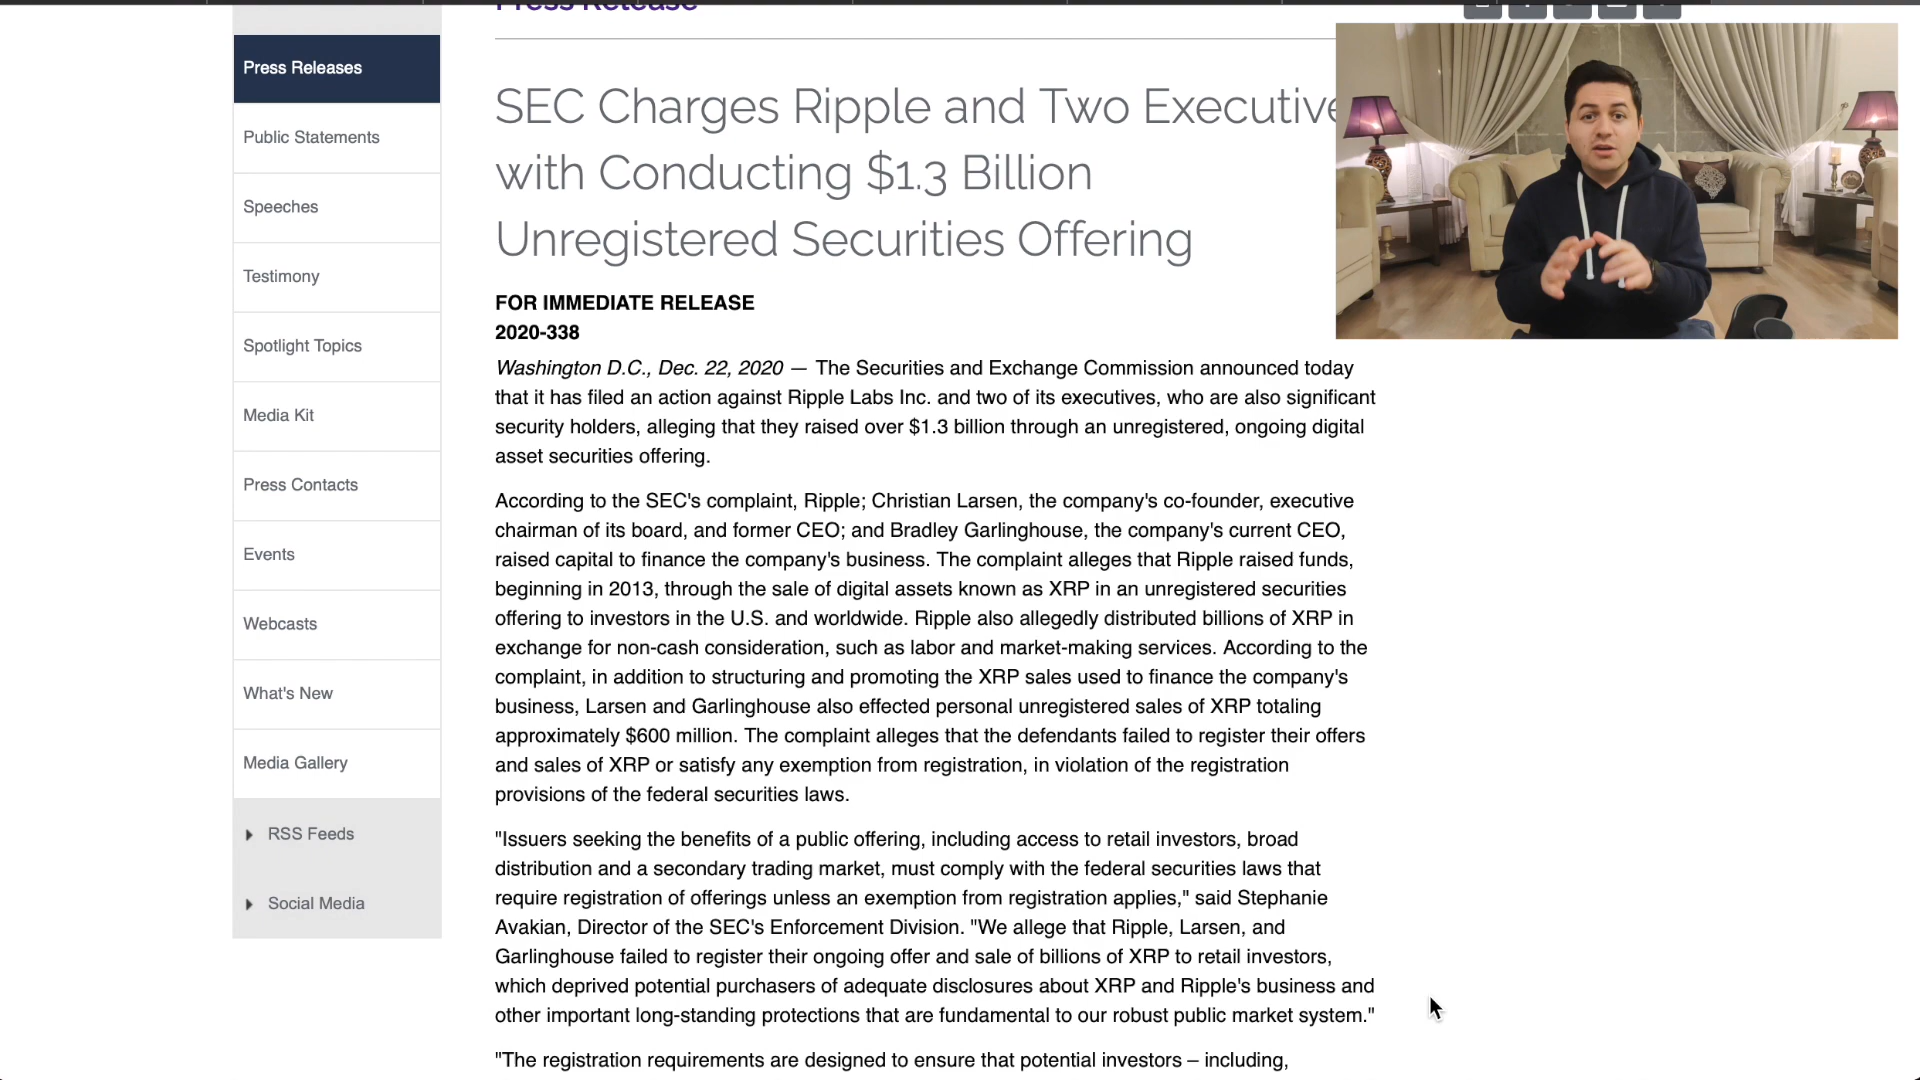 Press Release
Press Releases
Public Statements
Speeches
Testimony
Spotlight Topics
Media Kit
Press Contacts
Events
Webcasts
What's New
Media Gallery
RSS Feeds
Social Media
SEC Charges Ripple and Two Executive
with Conducting $1.3 Billion
Unregistered Securities Offering
FOR IMMEDIATE RELEASE
2020-338
Washington D.C., Dec. 22, 2020 — The Securities and Exchange Commission announced today
that it has filed an action against Ripple Labs Inc. and two of its executives, who are also significant
security holders, alleging that they raised over $1.3 billion through an unregistered, ongoing digital
asset securities offering.
According to the SEC's complaint, Ripple; Christian Larsen, the company's co-founder, executive
chairman of its board, and former CEO; and Bradley Garlinghouse, the company's current CEO,
raised capital to finance the company's business. The complaint alleges that Ripple raised funds,
beginning in 2013, through the sale of digital assets known as XRP in an unregistered securities
offering to investors in the U.S. and worldwide. Ripple also allegedly distributed billions of XRP in
exchange for non-cash consideration, such as labor and market-making services. According to the
complaint, in addition to structuring and promoting the XRP sales used to finance the company's
business, Larsen and Garlinghouse also effected personal unregistered sales of XRP totaling
approximately $600 million. The complaint alleges that the defendants failed to register their offers
and sales of XRP or satisfy any exemption from registration, in violation of the registration
provisions of the federal securities laws.
"Issuers seeking the benefits of a public offering, including access to retail investors, broad
distribution and a secondary trading market, must comply with the federal securities laws that
require registration of offerings unless an exemption from registration applies," said Stephanie
Avakian, Director of the SEC's Enforcement Division. "We allege that Ripple, Larsen, and
Garlinghouse failed to register their ongoing offer and sale of billions of XRP to retail investors,
which deprived potential purchasers of adequate disclosures about XRP and Ripple's business and
other important long-standing protections that are fundamental to our robust public market system."
"The registration requirements are designed to ensure that potential investors – including,